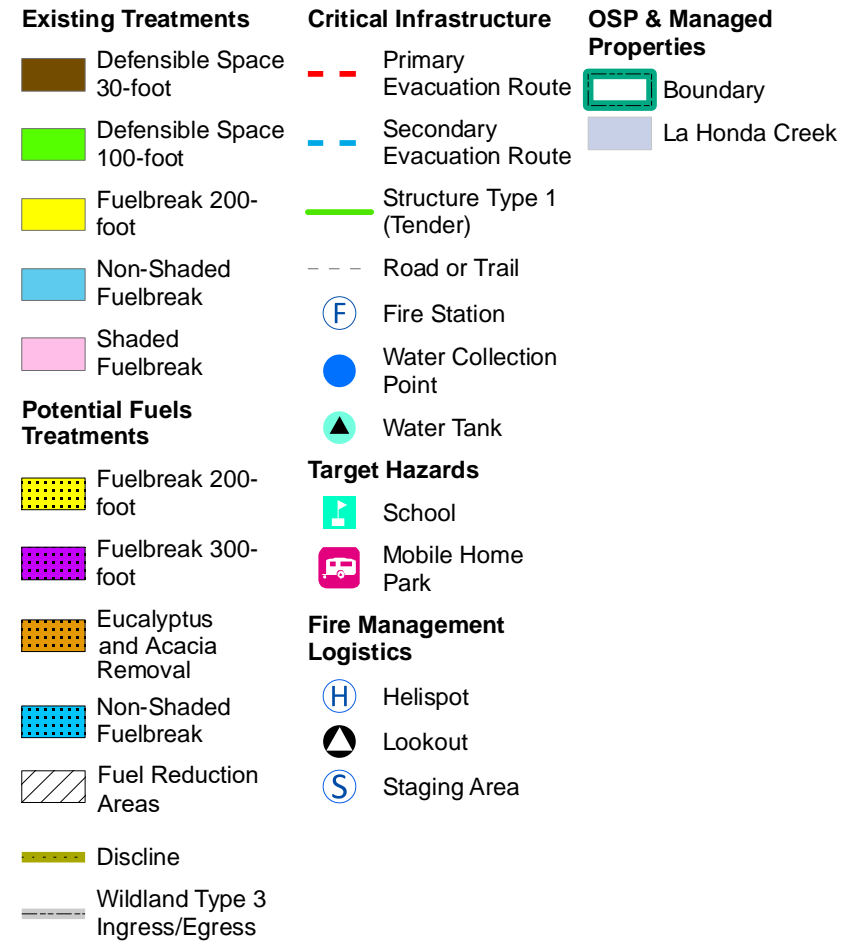 Existing Treatments
Defensible Space
30-foot
Defensible Space
100-foot
Fuelbreak 200-
foot
Non-Shaded
Fuelbreak
Shaded
Fuelbreak
Potential Fuels
Treatments
Fuelbreak 200-
foot
Fuelbreak 300-
foot
Eucalyptus
and Acacia
Removal
Non-Shaded
Fuelbreak
Fuel Reduction
Areas
Discline
Wildland Type 3
Ingress/Egress
Critical Infrastructure
Primary
Evacuation Route
Secondary
Evacuation Route
Structure Type 1
(Tender)
Road or Trail
F Fire Station
Water Collection
Point
Water Tank
Target Hazards
School
Mobile Home
Park
Fire Management
Logistics
H Helispot
Lookout
S Staging Area
OSP & Managed
Properties
Boundary
La Honda Creek